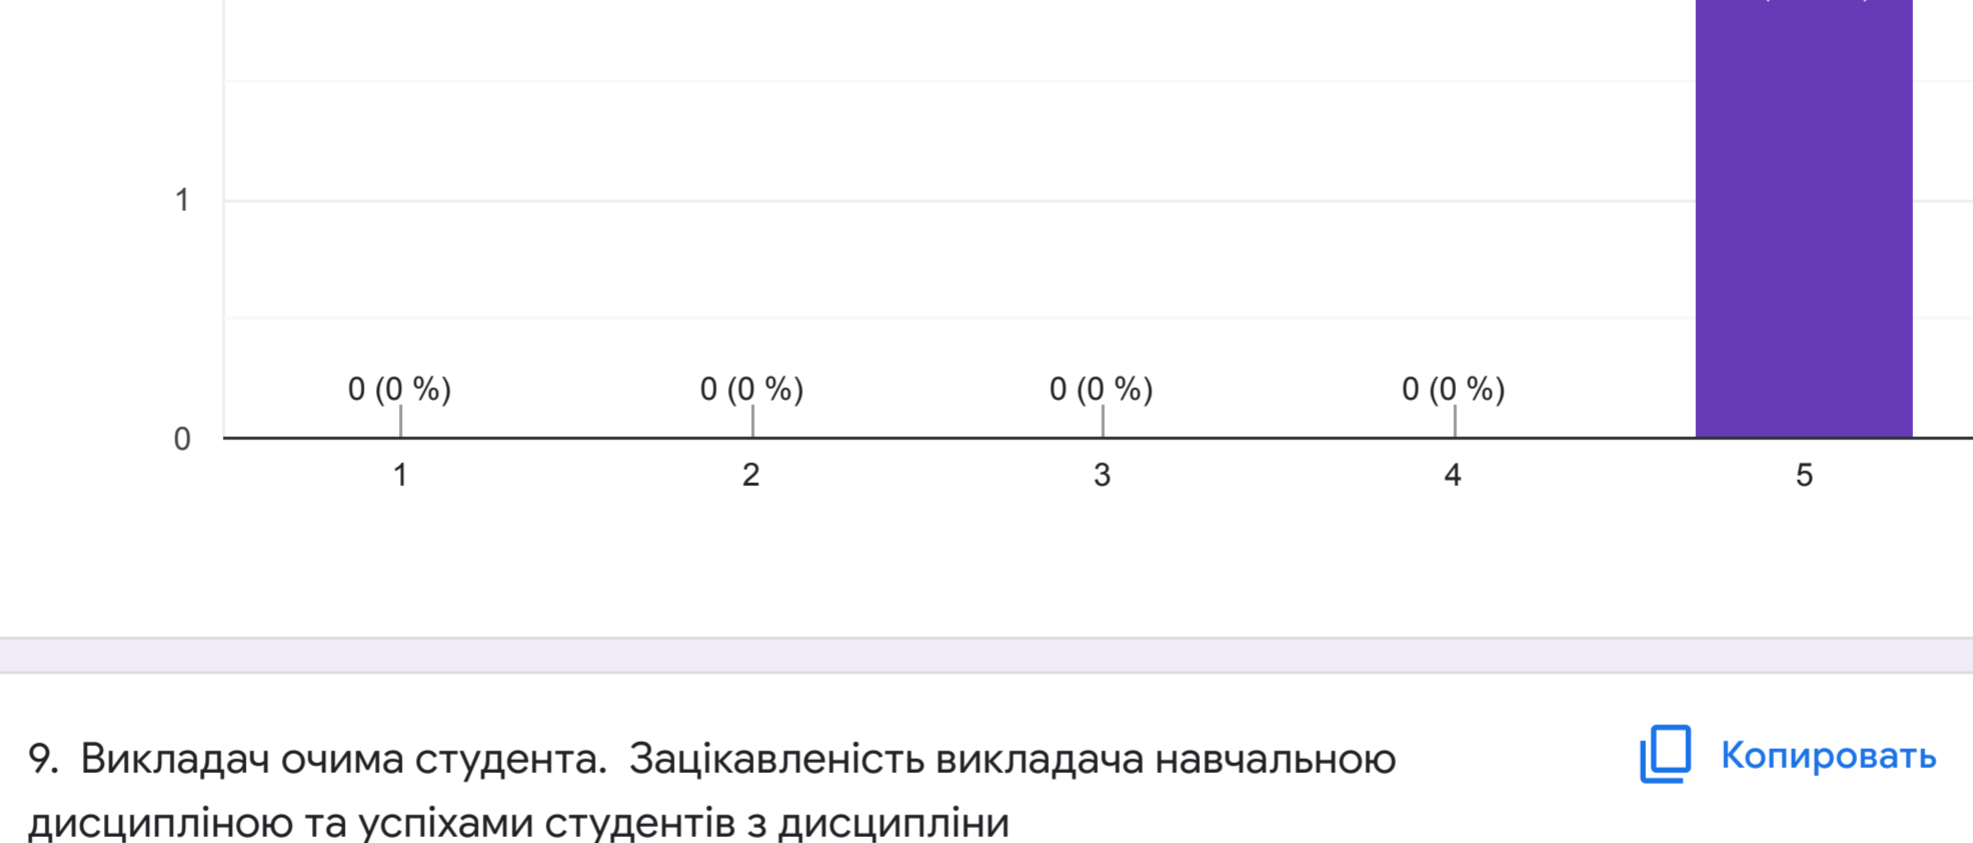 1
0 (0 %) 0 (0 %) 0 (0 %) 0 (0 %)
0
1 2 3 4 5
9. Викладач очима студента. Зацікавленість викладача навчальною
дисципліною та успіхами студентів з дисципліни
Копировать